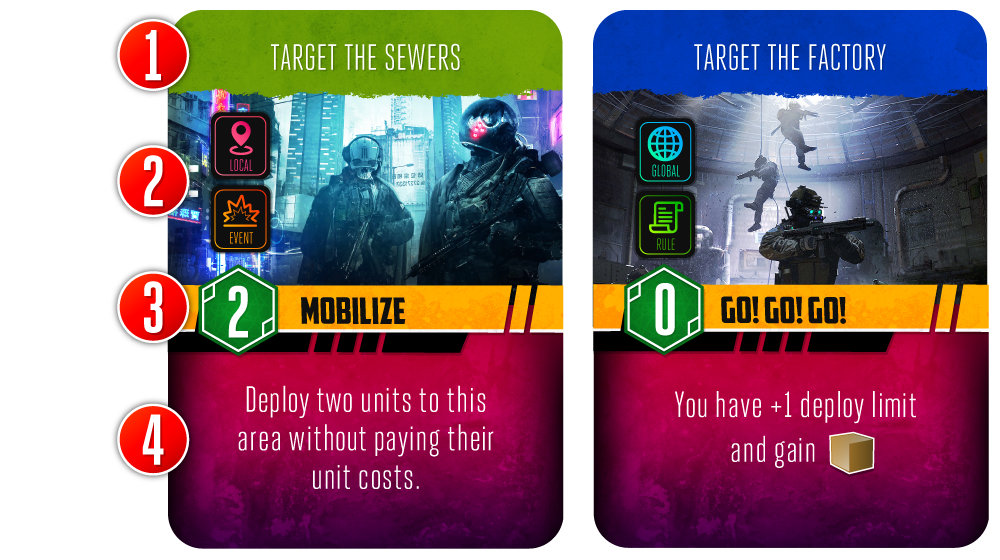 1
TARGET THE SEWERS
2
LOCAL
EVENT
3
2
MOBILIZE
4
Deploy two units to this
area without paying their
unit costs.
TARGET THE FACTORY
GLOBAL
RULE
0
GO! GO! GO!
You have +1 deploy limit
and gain